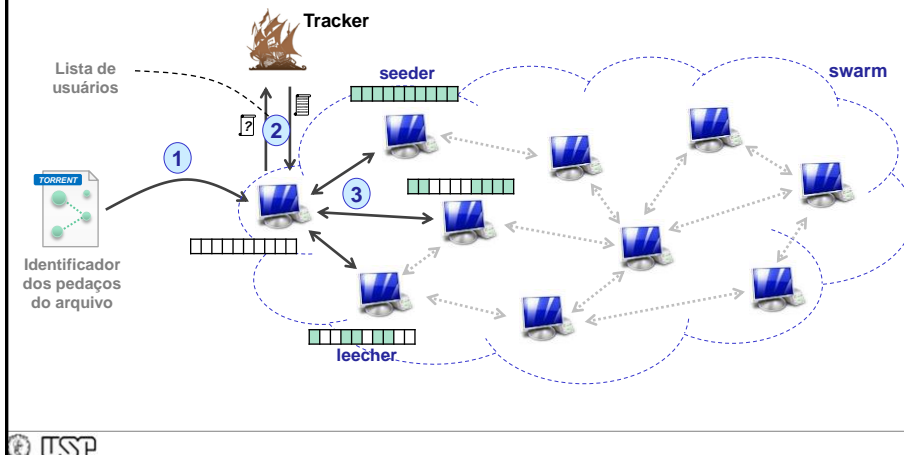 Tracker
Lista de
usuários
seeder
swarm
?
2
1
TORRENT
3
Identificador
dos pedaços
do arquivo
leecher
USP